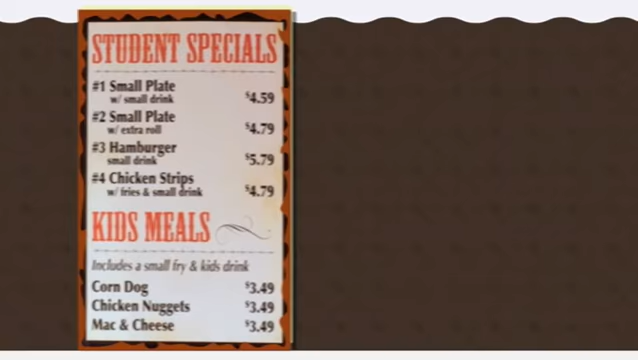 STUDENT SPECIALS
#1 Small Plate
w/ small drink $4.59
#2 Small Plate
w/ extra roll $4.79
#3 Hamburger
small drink $5.79
#4 Chicken Strips
w/ fries & small drink $4.79
KIDS MEALS
Includes a small fry & kids drink
Corn Dog $3.49
Chicken Nuggets $3.49
Mac & Cheese $3.49